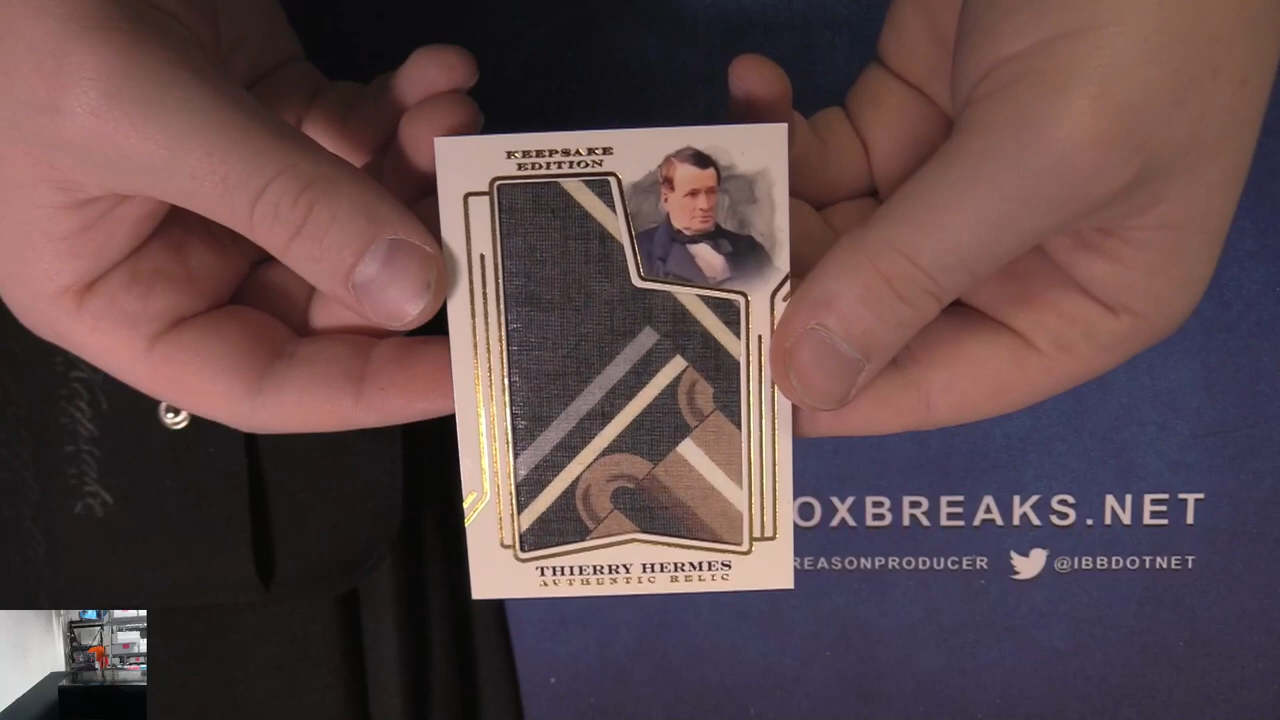 KEEPSAKE
EDITION
THIERRY HERMES
AUTHENTIC RELIC
OXBREAKS.NET
REASONPRODUCER
@IBBDOTNET